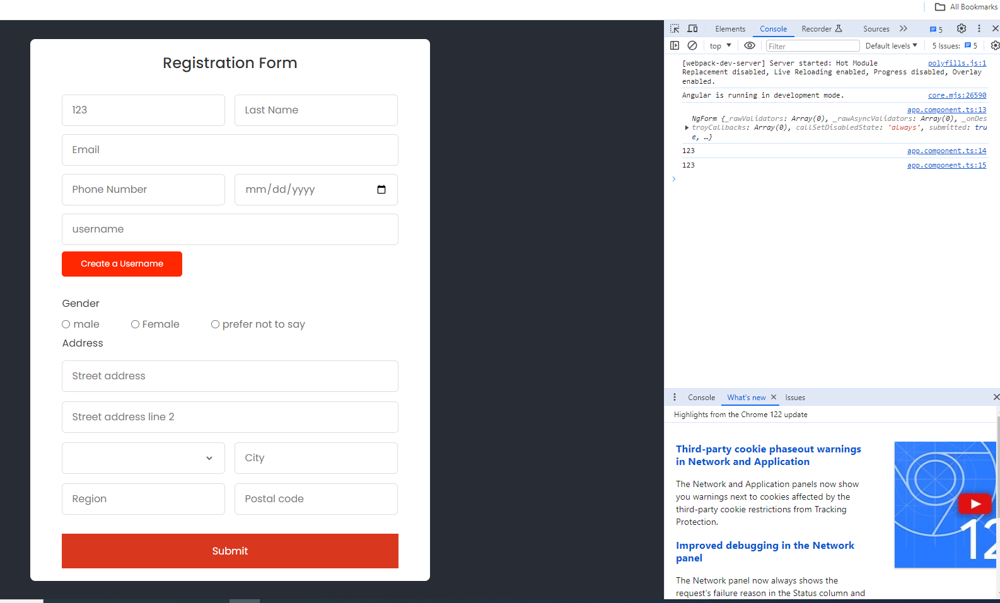 All Bookmarks
Registration Form
123
Last Name
Email
Phone Number
mm/dd/yyyy
username
Create a Username
Gender
male
Female
prefer not to say
Address
Street address
Street address line 2
City
Region
Postal code
Submit
Elements
Console
Recorder
Sources
5
top
Filter
Default levels
5 Issues:
5
[webpack-dev-server] Server started: Hot Module polyfills.js:1
Replacement disabled, Live Reloading enabled, Progress disabled, Overlay
enabled.
Angular is running in development mode. core.mjs:26590
app.component.ts:13
NgForm {_rawValidators: Array(0), _rawAsyncValidators: Array(0), _onDes
troyCallbacks: Array(0), callSetDisabledState: 'always', submitted: tru
e, …}
123 app.component.ts:14
123 app.component.ts:15
Console
What's new
Issues
Highlights from the Chrome 122 update
Third-party cookie phaseout warnings
in Network and Application
The Network and Application panels now show
you warnings next to cookies affected by the
third-party cookie restrictions from Tracking
Protection.
Improved debugging in the Network
panel
The Network panel now always shows the
request's failure reason in the Status column and